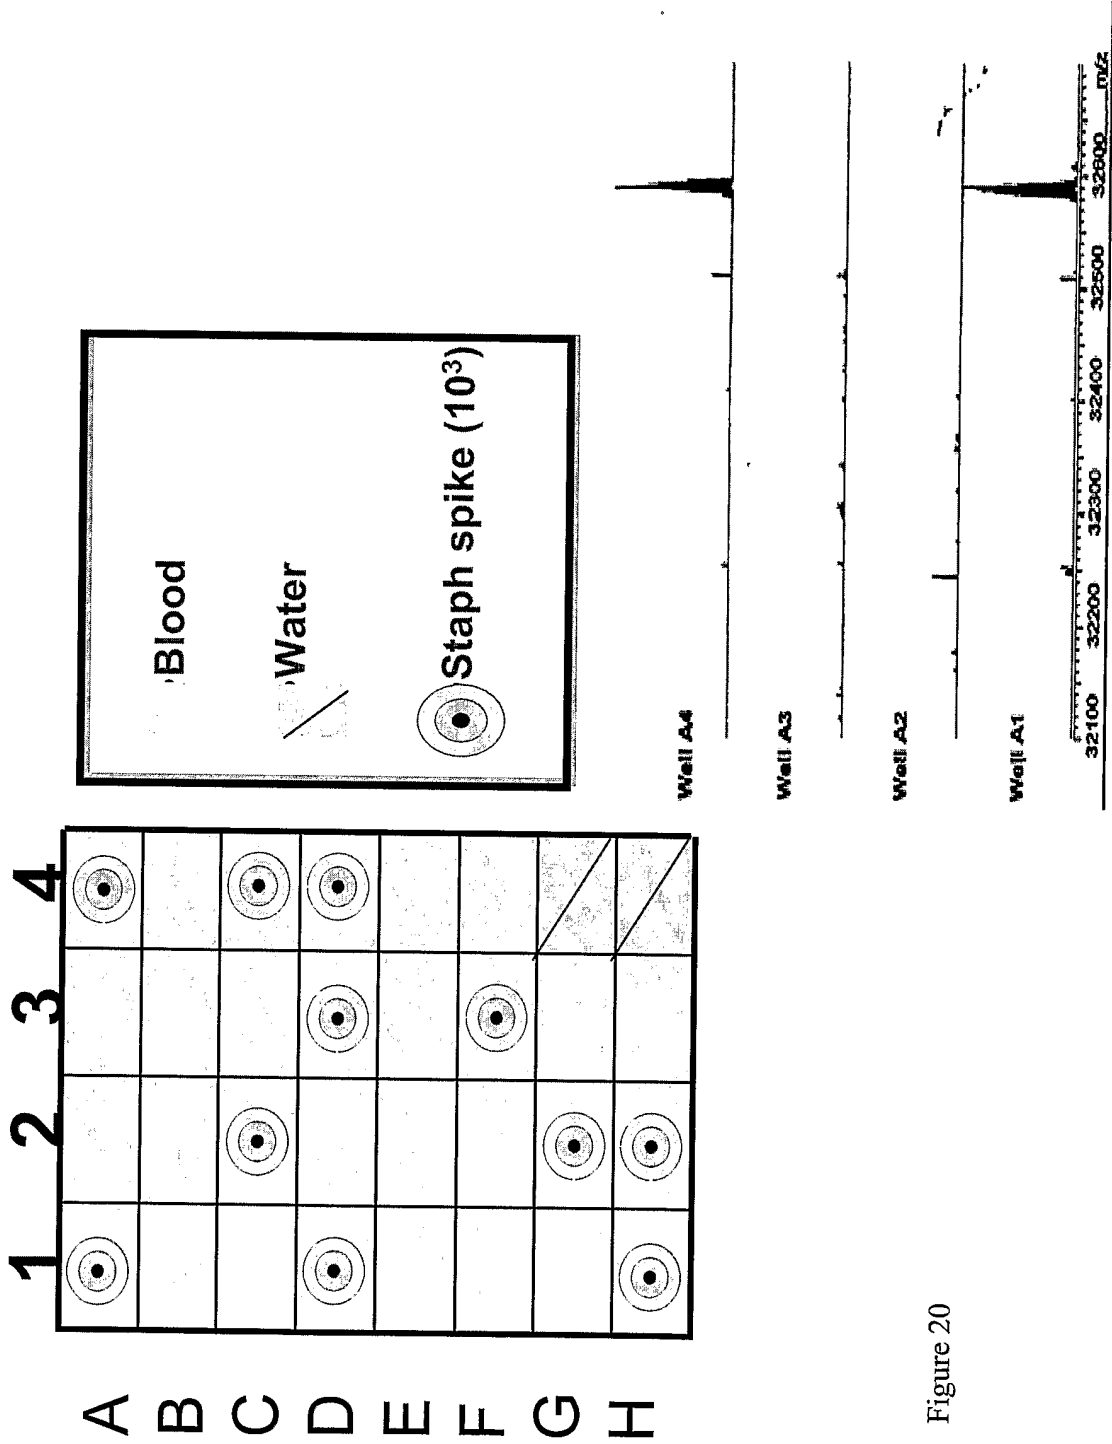 1 2 3 4
A
B
C
D
E
F
G
H
Blood
Water
Staph spike (10³)
Well A4
Well A3
Well A2
Well A1
32100 32200 32300 32400 32500 32600 m/z
Figure 20